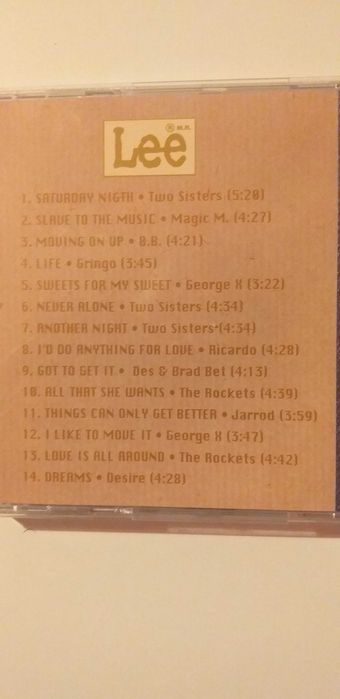 Lee
® M.R.
1. SATURDAY NIGTH • Two Sisters (5:20)
2. SLAVE TO THE MUSIC • Magic M. (4:27)
3. MOVING ON UP • B.B. (4:21)
4. LIFE • Gringo (3:45)
5. SWEETS FOR MY SWEET • George X (3:22)
6. NEVER ALONE • Two Sisters (4:34)
7. ANOTHER NIGHT • Two Sisters (4:34)
8. I'D DO ANYTHING FOR LOVE • Ricardo (4:28)
9. GOT TO GET IT • Des & Brad Bel (4:13)
10. ALL THAT SHE WANTS • The Rockets (4:39)
11. THINGS CAN ONLY GET BETTER • Jarrod (3:59)
12. I LIKE TO MOVE IT • George X (3:47)
13. LOVE IS ALL AROUND • The Rockets (4:42)
14. DREAMS • Desire (4:28)